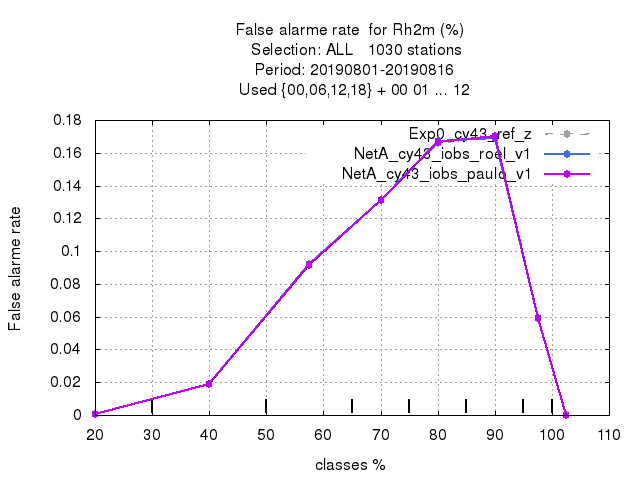 False alarme rate  for Rh2m (%)
Selection: ALL   1030 stations
Period: 20190801-20190816
Used {00,06,12,18} + 00 01 ... 12
Exp0_cy43_ref_z
NetA_cy43_iobs_roel_v1
NetA_cy43_iobs_paulo_v1
0.18
0.16
0.14
0.12
0.1
0.08
0.06
0.04
0.02
0
False alarme rate
20 30 40 50 60 70 80 90 100 110
classes %